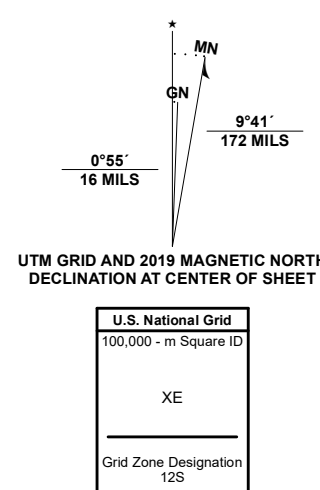 ★
MN
GN
9°41´
172 MILS
0°55´
16 MILS
UTM GRID AND 2019 MAGNETIC NORTH
DECLINATION AT CENTER OF SHEET
U.S. National Grid
100,000 - m Square ID
XE
Grid Zone Designation
12S